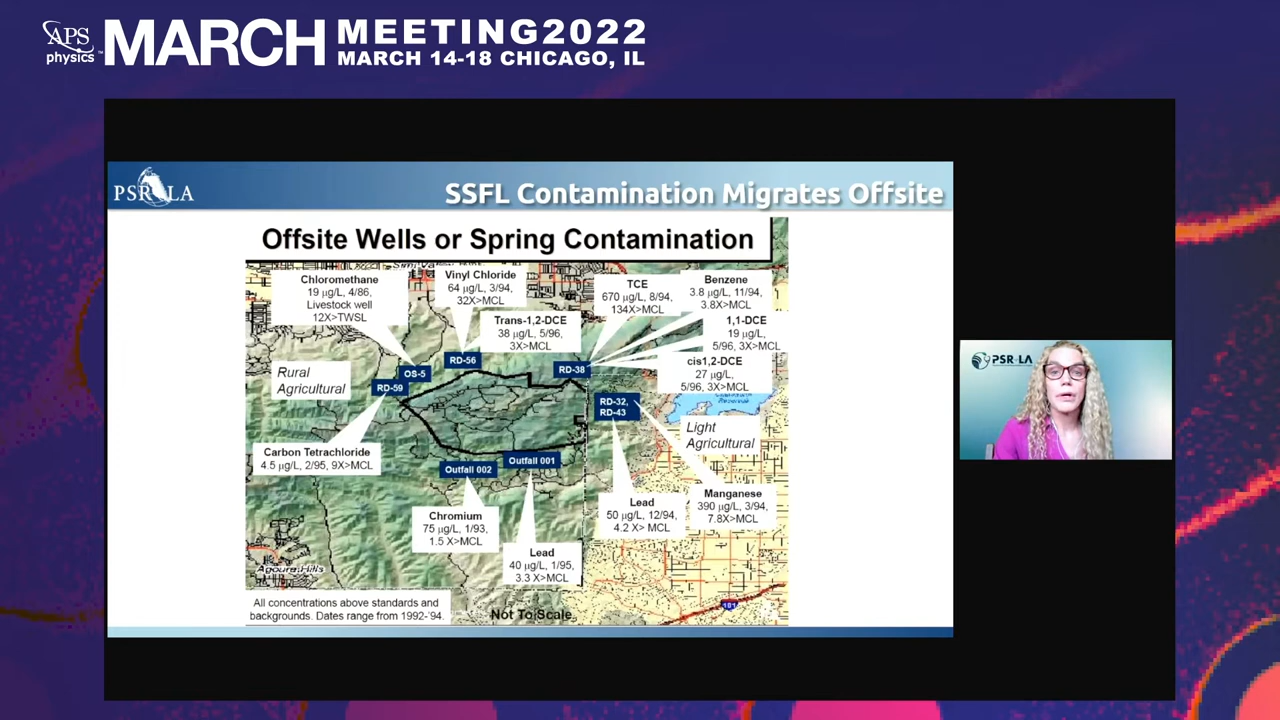 APS
physics
MARCH
MEETING2022
MARCH 14-18 CHICAGO, IL
PSR LA
SSFL Contamination Migrates Offsite
Offsite Wells or Spring Contamination
Chloromethane
19 µg/L, 4/86,
Livestock well
12X>TWSL
Vinyl Chloride
64 µg/L, 3/94,
32X>MCL
Trans-1,2-DCE
38 µg/L, 5/96,
3X>MCL
TCE
670 µg/L, 8/94,
134X>MCL
Benzene
3.8 µg/L, 11/94,
3.8X>MCL
1,1-DCE
19 µg/L,
5/96, 3X>MCL
cis1,2-DCE
27 µg/L,
5/96, 3X>MCL
RD-56
OS-5
RD-59
RD-38
RD-32,
RD-43
Rural
Agricultural
Reservoir
Light
Agricultural
Carbon Tetrachloride
4.5 µg/L, 2/95, 9X>MCL
Outfall 002
Outfall 001
Chromium
75 µg/L, 1/93,
1.5 X>MCL
Lead
40 µg/L, 1/95,
3.3 X>MCL
Lead
50 µg/L, 12/94,
4.2 X> MCL
Manganese
390 µg/L, 3/94,
7.8X>MCL
Agoura Hills
All concentrations above standards and
backgrounds. Dates range from 1992-'94.
Not To Scale
101
PSR-LA